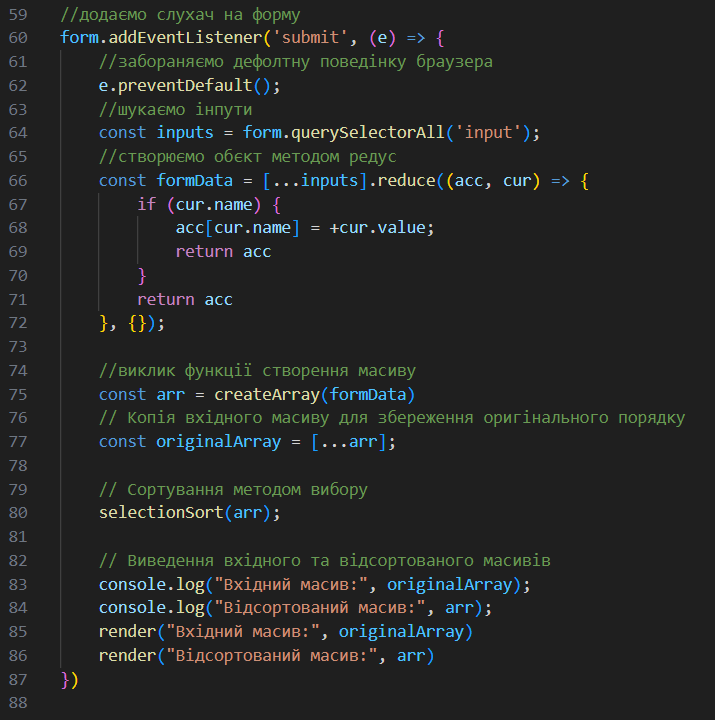 59 //додаємо слухач на форму
60 form.addEventListener('submit', (e) => {
61     //забораняємо дефолтну поведінку браузера
62     e.preventDefault();
63     //шукаємо інпути
64     const inputs = form.querySelectorAll('input');
65     //створюємо обєкт методом редус
66     const formData = [...inputs].reduce((acc, cur) => {
67         if (cur.name) {
68             acc[cur.name] = +cur.value;
69             return acc
70         }
71         return acc
72     }, {});
73
74     //виклик функції створення масиву
75     const arr = createArray(formData)
76     // Копія вхідного масиву для збереження оригінального порядку
77     const originalArray = [...arr];
78
79     // Сортування методом вибору
80     selectionSort(arr);
81
82     // Виведення вхідного та відсортованого масивів
83     console.log("Вхідний масив:", originalArray);
84     console.log("Відсортований масив:", arr);
85     render("Вхідний масив:", originalArray)
86     render("Відсортований масив:", arr)
87 })
88